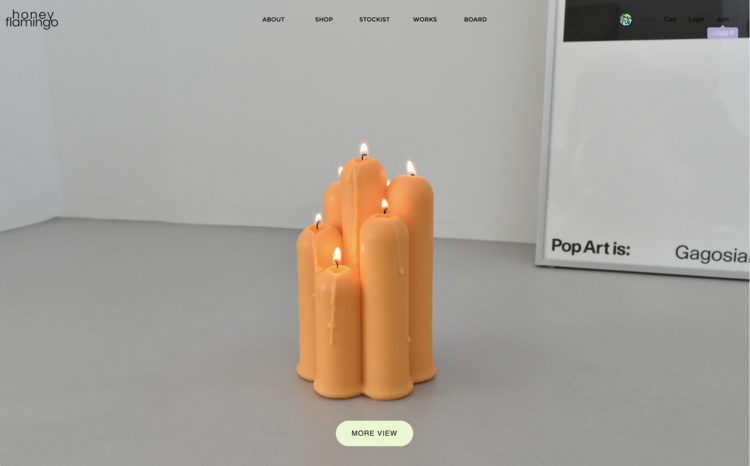 honey
flamingo
ABOUT SHOP STOCKIST WORKS BOARD
Cart Login Join
+2000 P
Pop Art is: Gagosia
MORE VIEW